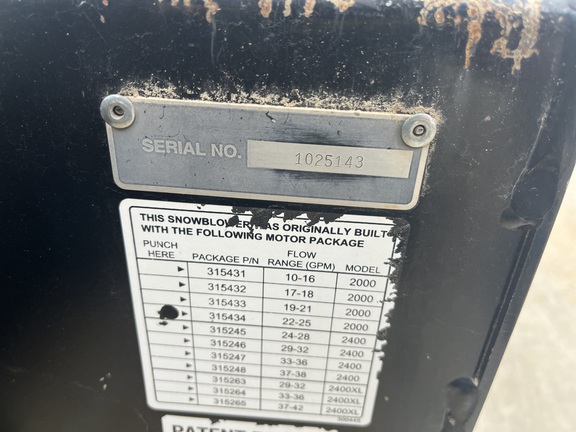 SERIAL NO. 1025143
THIS SNOWBLOWER WAS ORIGINALLY BUILT
WITH THE FOLLOWING MOTOR PACKAGE
PUNCH HERE PACKAGE P/N FLOW RANGE (GPM) MODEL
315431 10-16 2000
315432 17-18 2000
315433 19-21 2000
315434 22-25 2000
315245 24-28 2400
315246 29-32 2400
315247 33-36 2400
315248 37-38 2400
315263 29-32 2400XL
315264 33-36 2400XL
315265 37-42 2400XL